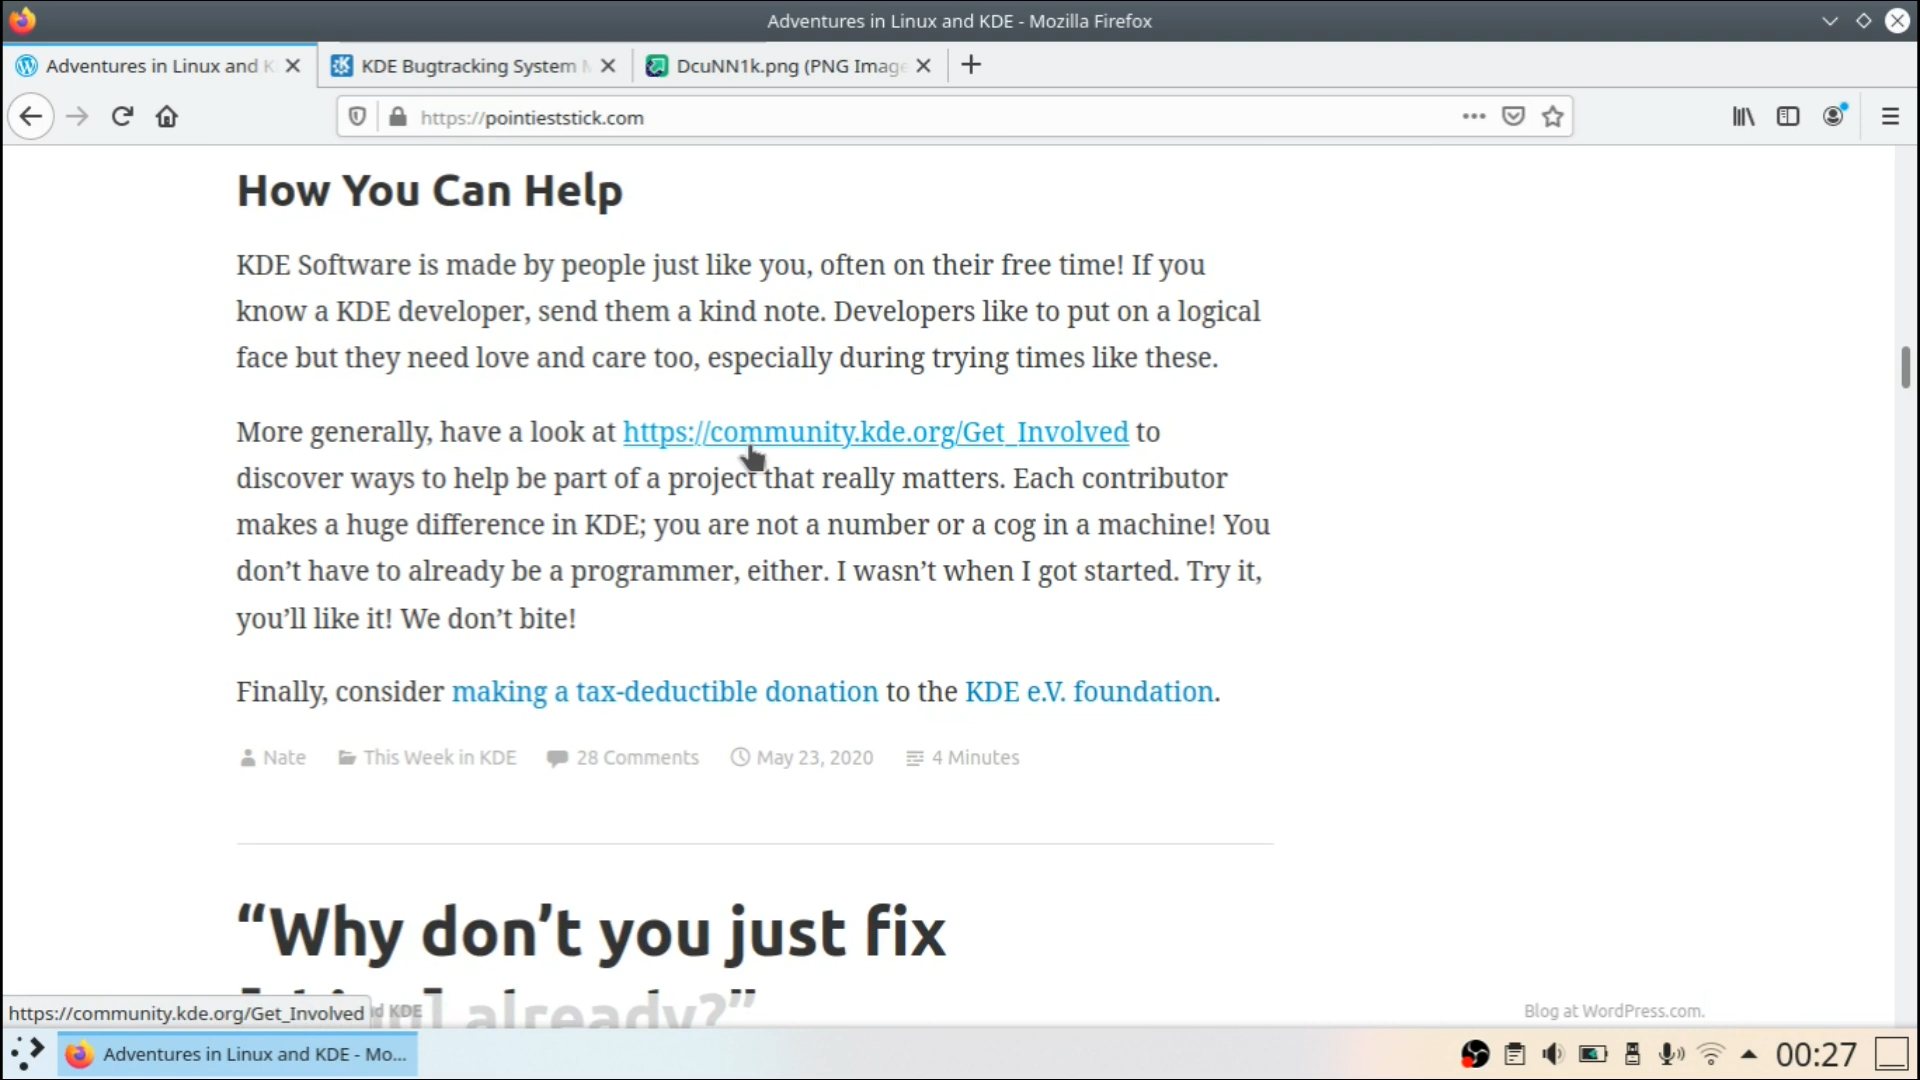 Adventures in Linux and KDE - Mozilla Firefox
Adventures in Linux and K
KDE Bugtracking System
DcuNN1k.png (PNG Image
https://pointieststick.com
How You Can Help
KDE Software is made by people just like you, often on their free time! If you
know a KDE developer, send them a kind note. Developers like to put on a logical
face but they need love and care too, especially during trying times like these.
More generally, have a look at https://community.kde.org/Get_Involved to
discover ways to help be part of a project that really matters. Each contributor
makes a huge difference in KDE; you are not a number or a cog in a machine! You
don’t have to already be a programmer, either. I wasn’t when I got started. Try it,
you’ll like it! We don’t bite!
Finally, consider making a tax-deductible donation to the KDE e.V. foundation.
Nate This Week in KDE 28 Comments May 23, 2020 4 Minutes
“Why don’t you just fix
already?”
https://community.kde.org/Get_Involved
d KDE
Blog at WordPress.com.
Adventures in Linux and KDE - Mo...
00:27